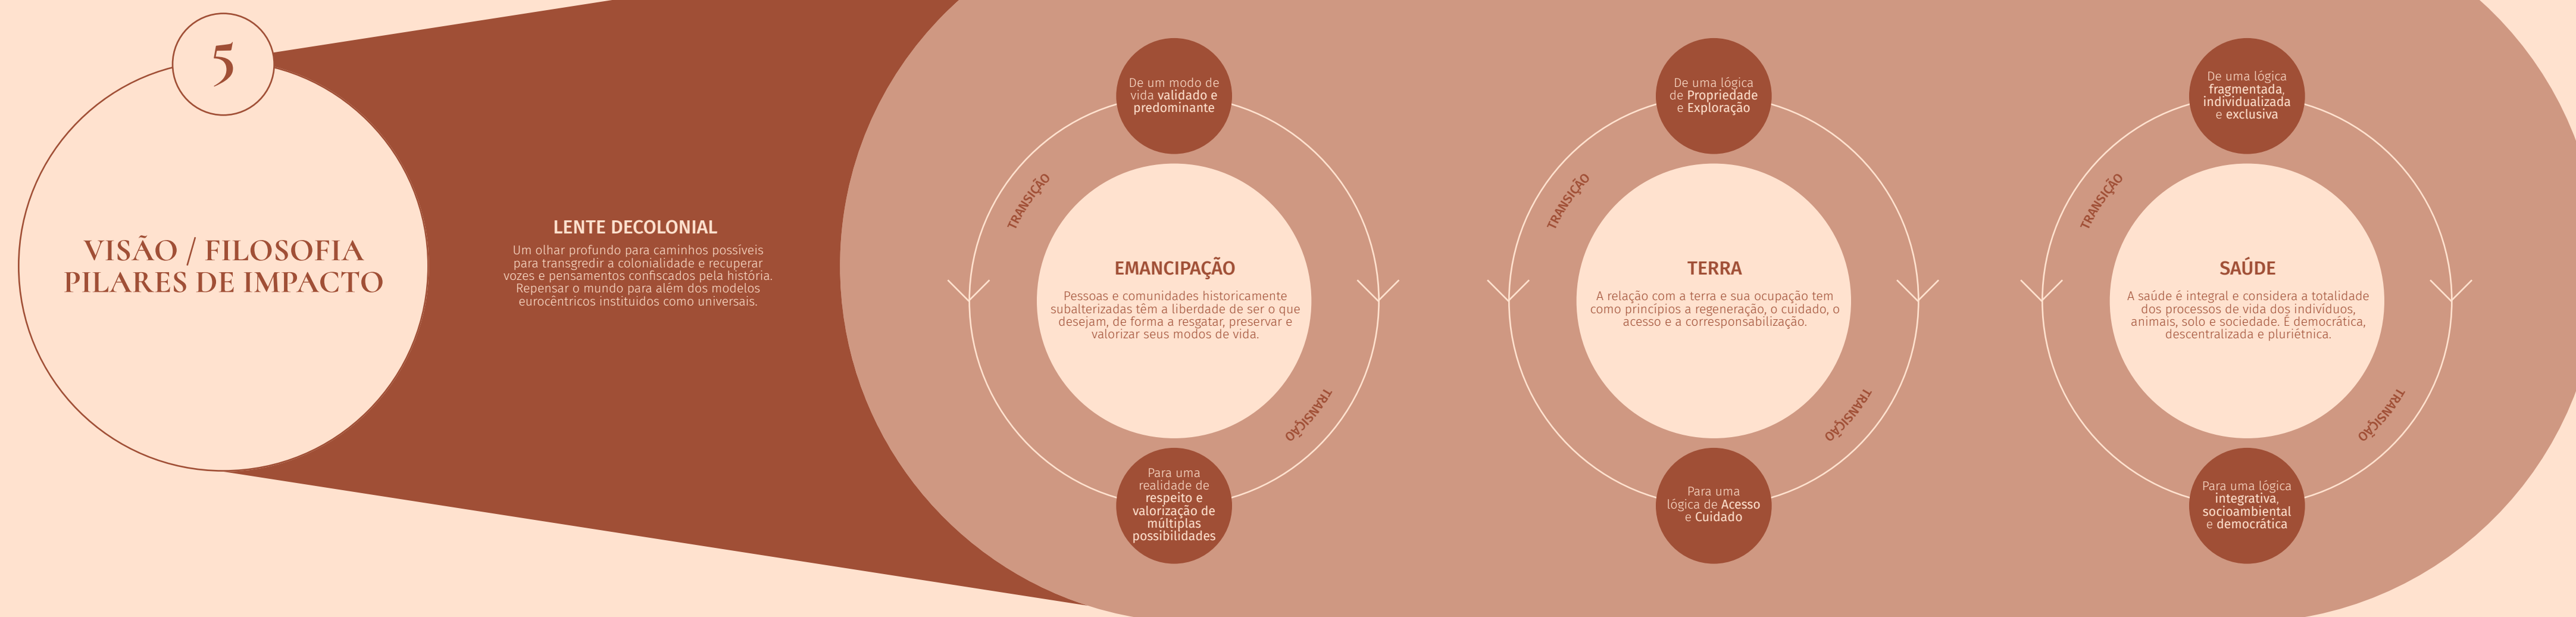 5
VISÃO / FILOSOFIA
PILARES DE IMPACTO
LENTE DECOLONIAL
Um olhar profundo para caminhos possíveis
para transgredir a colonialidade e recuperar
vozes e pensamentos confiscados pela história.
Repensar o mundo para além dos modelos
eurocêntricos instituidos como universais.
De um modo de
vida validado e
predominante
TRANSIÇÃO
EMANCIPAÇÃO
Pessoas e comunidades historicamente
subalterizadas têm a liberdade de ser o que
desejam, de forma a resgatar, preservar e
valorizar seus modos de vida.
TRANSIÇÃO
Para uma
realidade de
respeito e
valorização de
múltiplas
possibilidades
De uma lógica
de Propriedade
e Exploração
TRANSIÇÃO
TERRA
A relação com a terra e sua ocupação tem
como princípios a regeneração, o cuidado, o
acesso e a corresponsabilização.
TRANSIÇÃO
Para uma
lógica de Acesso
e Cuidado
De uma lógica
fragmentada,
individualizada
e exclusiva
TRANSIÇÃO
SAÚDE
A saúde é integral e considera a totalidade
dos processos de vida dos indivíduos,
animais, solo e sociedade. É democrática,
descentralizada e pluriétnica.
TRANSIÇÃO
Para uma lógica
integrativa,
socioambiental
e democrática